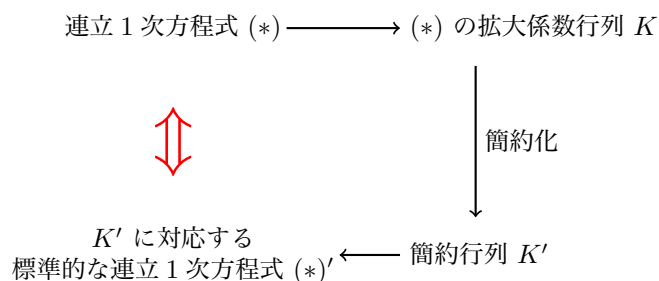 連立 1 次方程式 (∗)
(∗) の拡大係数行列 K
簡約化
K′ に対応する
標準的な連立 1 次方程式 (∗)′
簡約行列 K′